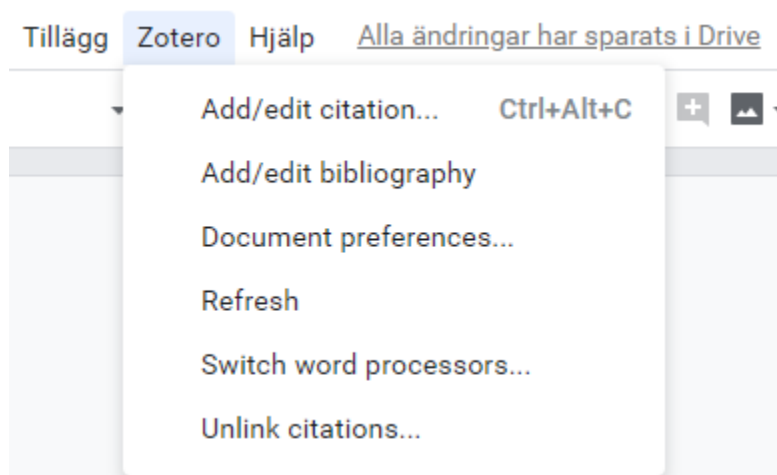 Tillägg Zotero Hjälp Alla ändringar har sparats i Drive
Add/edit citation... Ctrl+Alt+C
Add/edit bibliography
Document preferences...
Refresh
Switch word processors...
Unlink citations...